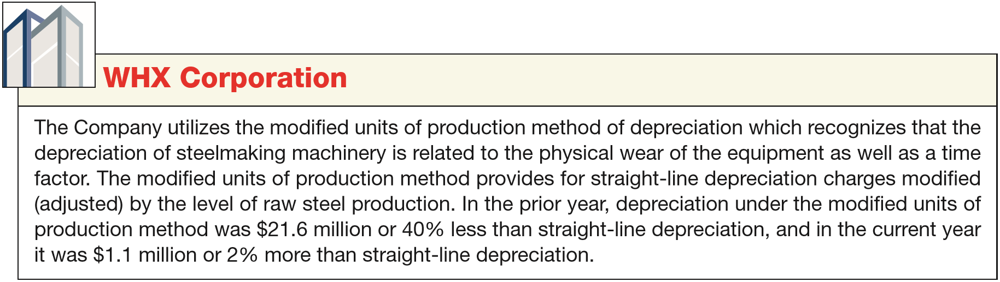 WHX Corporation
The Company utilizes the modified units of production method of depreciation which recognizes that the
depreciation of steelmaking machinery is related to the physical wear of the equipment as well as a time
factor. The modified units of production method provides for straight-line depreciation charges modified
(adjusted) by the level of raw steel production. In the prior year, depreciation under the modified units of
production method was $21.6 million or 40% less than straight-line depreciation, and in the current year
it was $1.1 million or 2% more than straight-line depreciation.